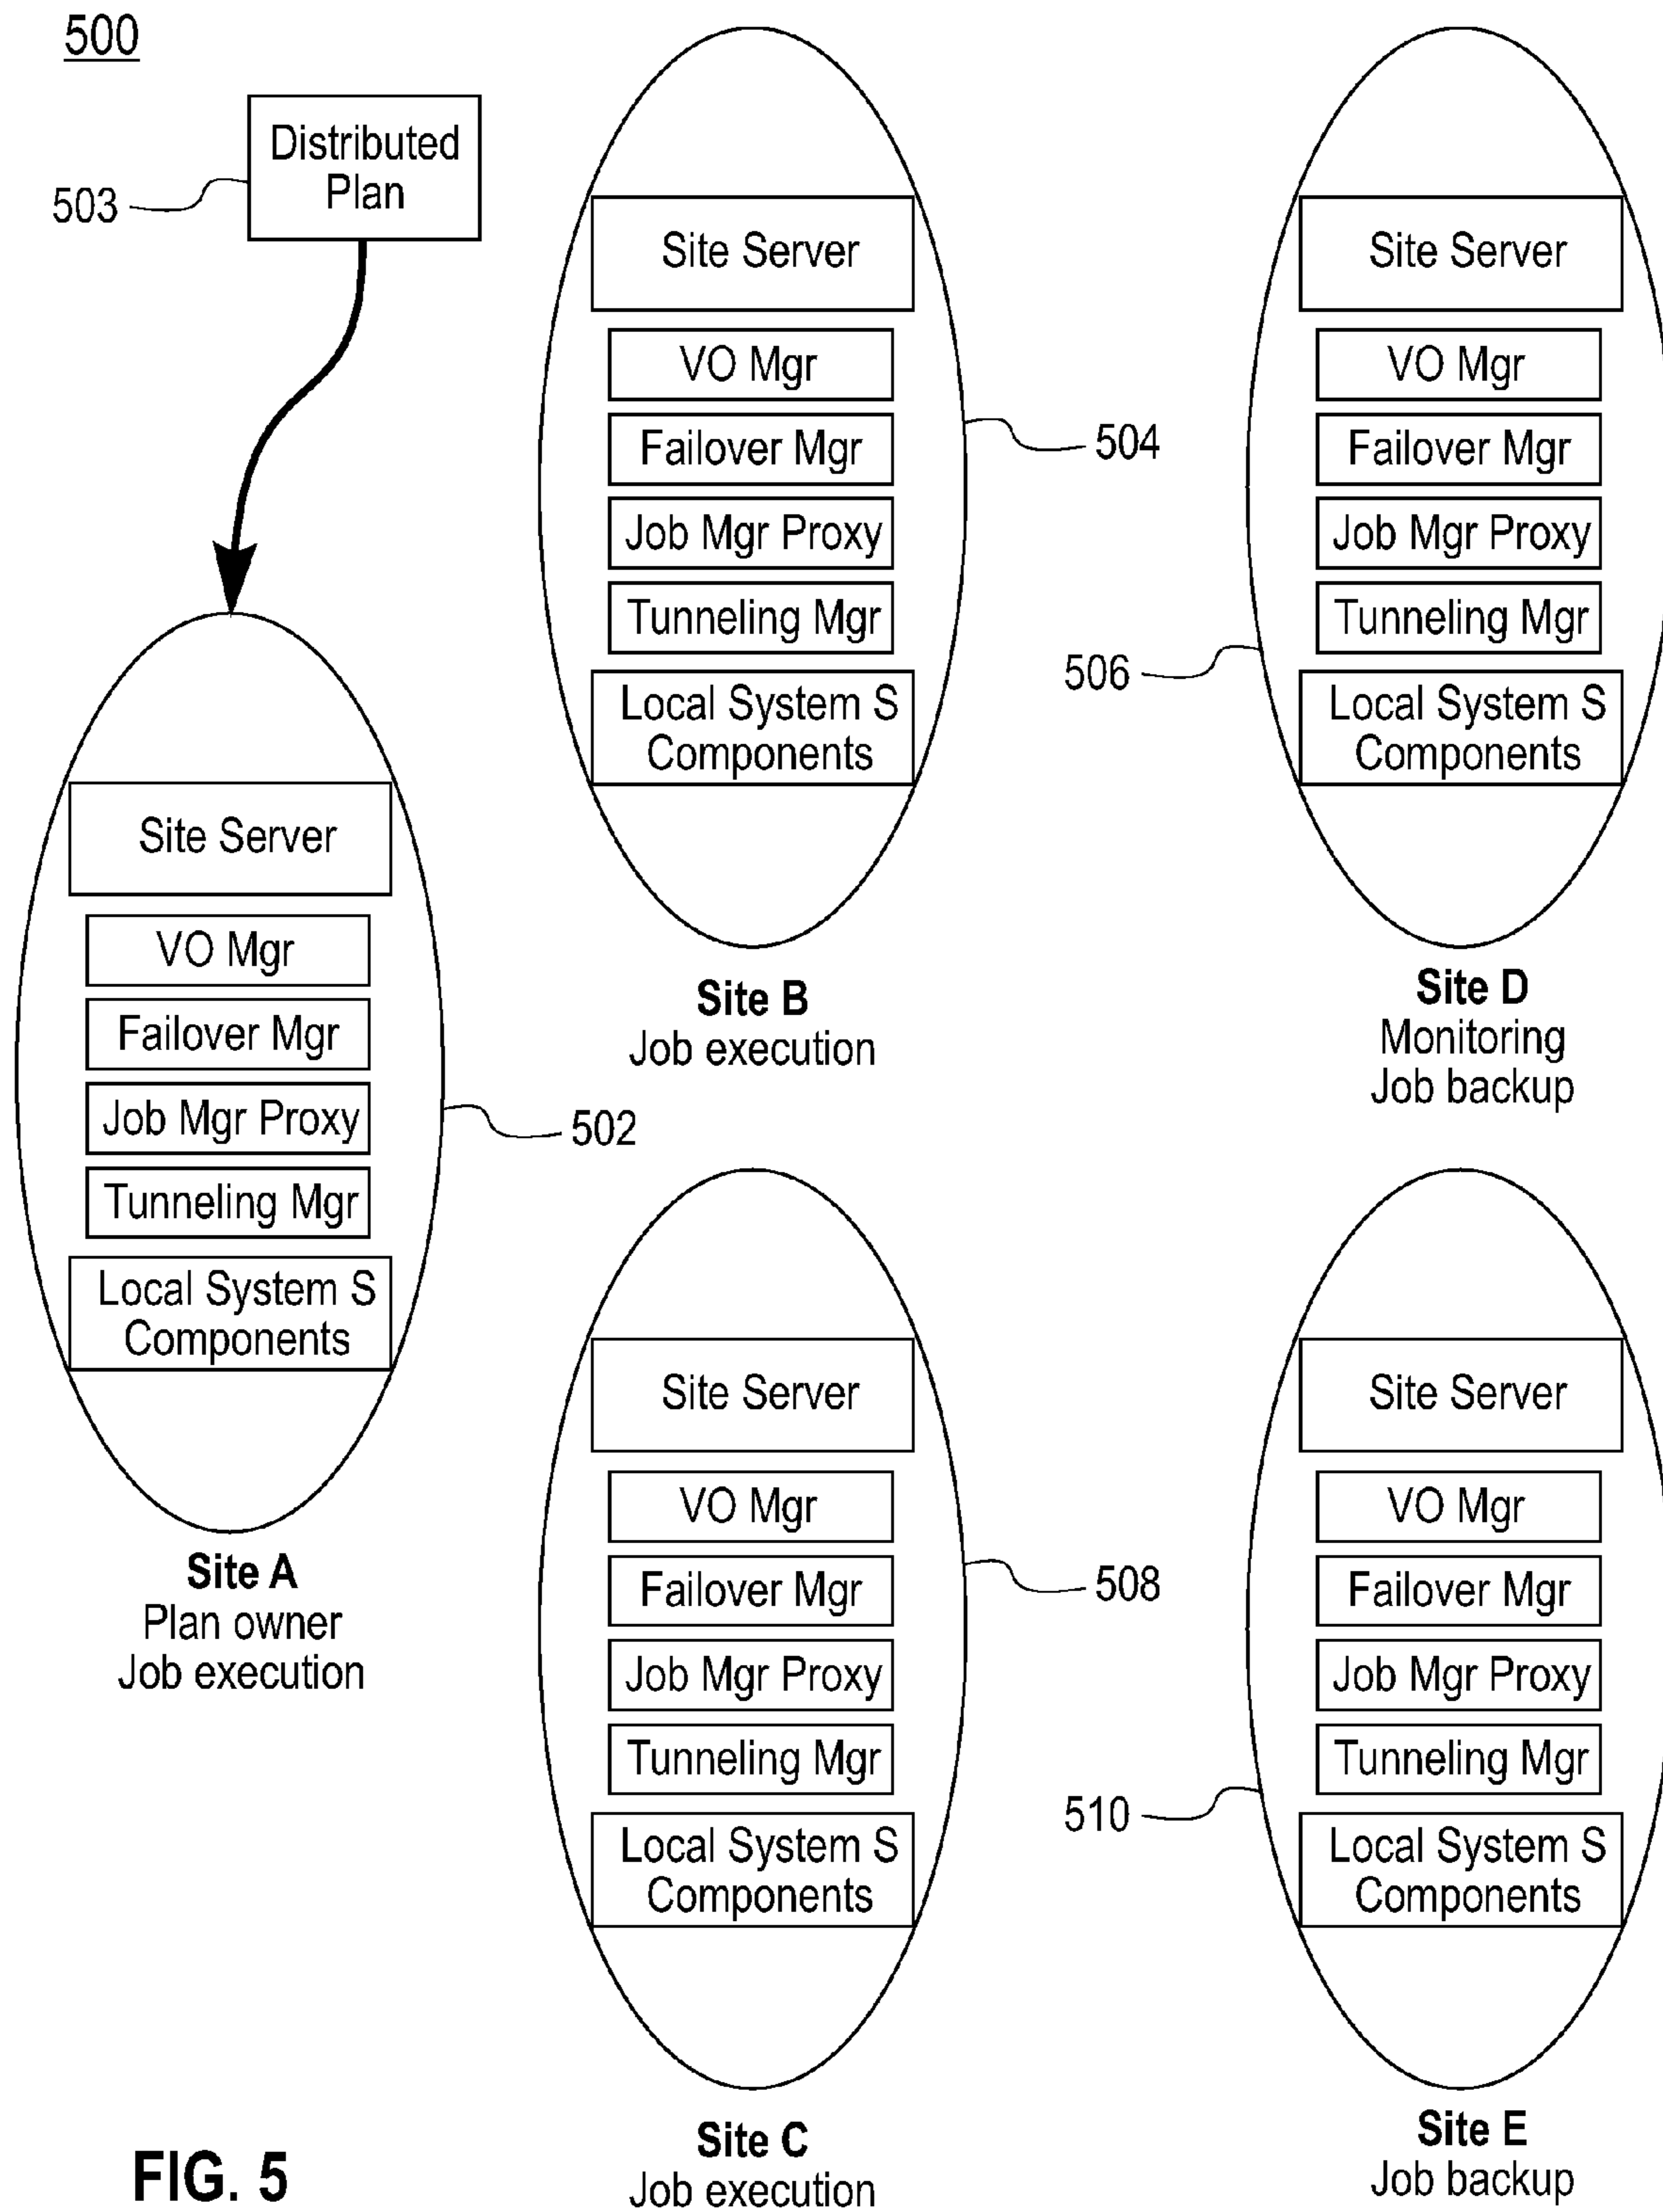 500
Distributed
Plan
503
Site Server
VO Mgr
Failover Mgr
Job Mgr Proxy
Tunneling Mgr
Local System S
Components
502
Site A
Plan owner
Job execution
Site Server
VO Mgr
Failover Mgr
Job Mgr Proxy
Tunneling Mgr
Local System S
Components
504
Site B
Job execution
Site Server
VO Mgr
Failover Mgr
Job Mgr Proxy
Tunneling Mgr
Local System S
Components
506
Site D
Monitoring
Job backup
Site Server
VO Mgr
Failover Mgr
Job Mgr Proxy
Tunneling Mgr
Local System S
Components
508
Site C
Job execution
Site Server
VO Mgr
Failover Mgr
Job Mgr Proxy
Tunneling Mgr
Local System S
Components
510
Site E
Job backup
FIG. 5